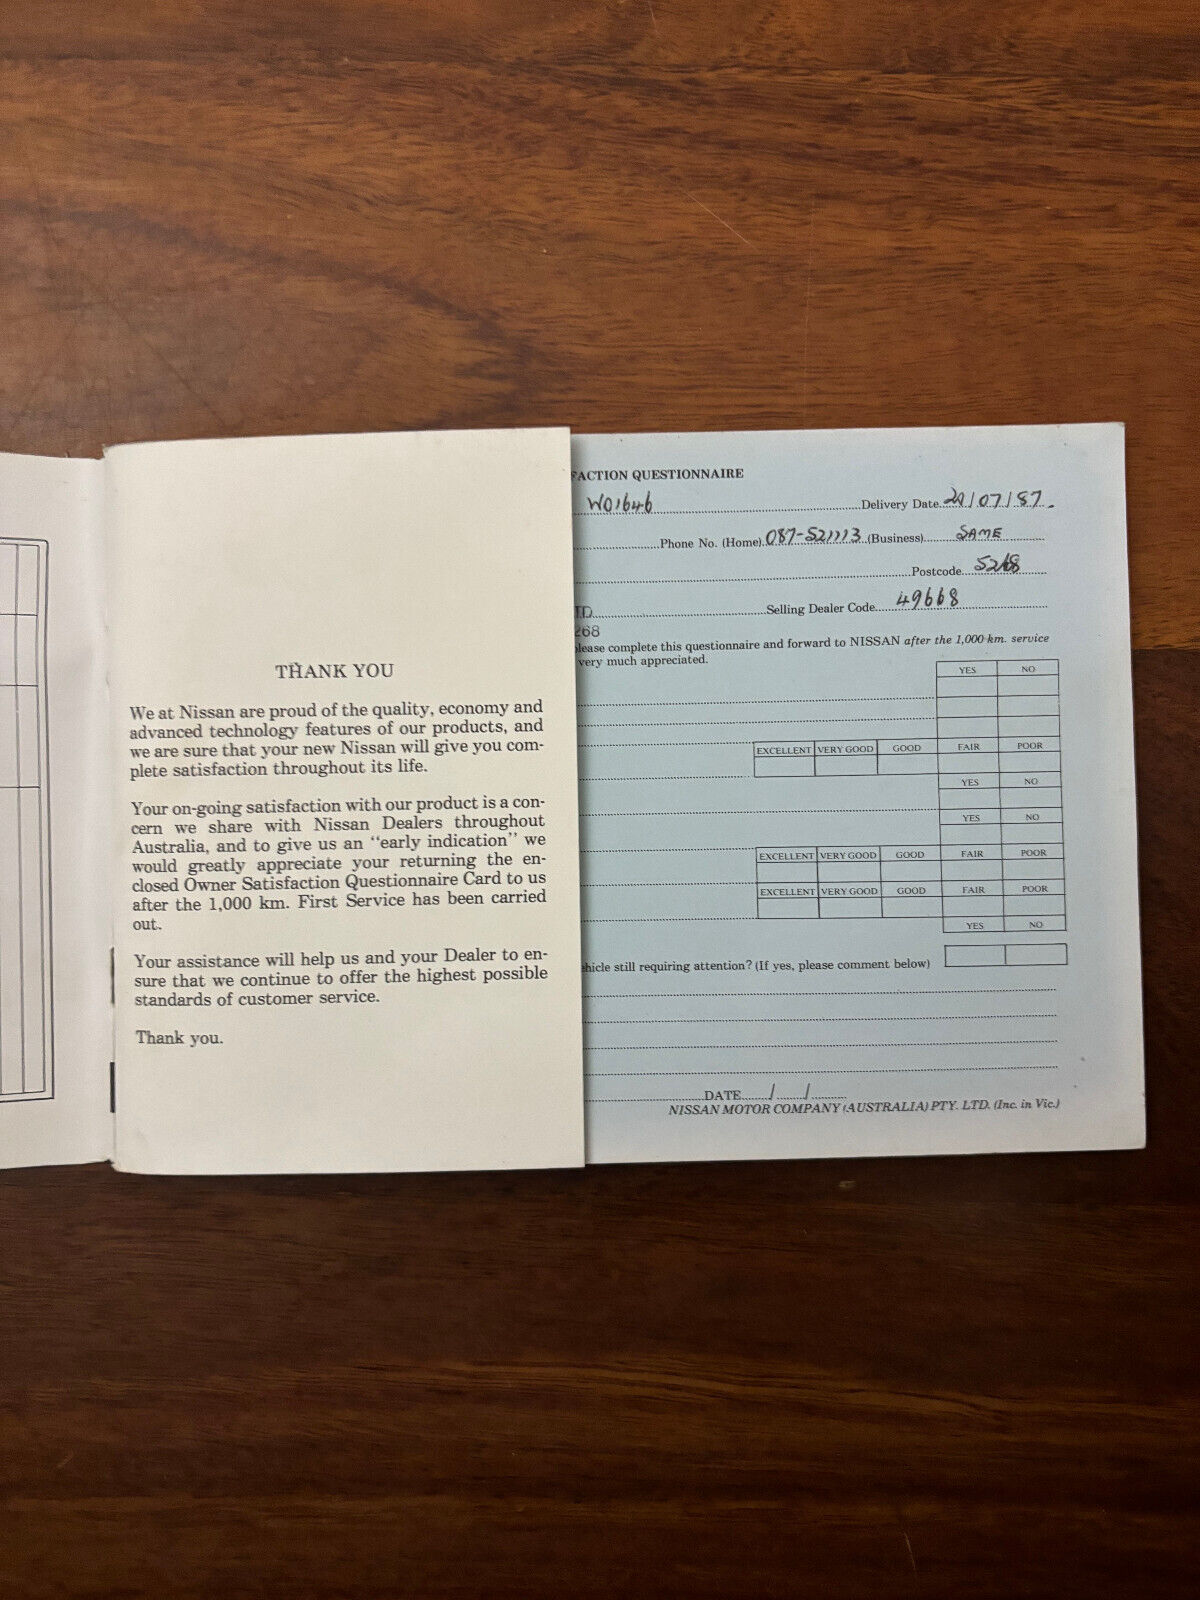 THANK YOU
We at Nissan are proud of the quality, economy and
advanced technology features of our products, and
we are sure that your new Nissan will give you com-
plete satisfaction throughout its life.
Your on-going satisfaction with our product is a con-
cern we share with Nissan Dealers throughout
Australia, and to give us an "early indication" we
would greatly appreciate your returning the en-
closed Owner Satisfaction Questionnaire Card to us
after the 1,000 km. First Service has been carried
out.
Your assistance will help us and your Dealer to en-
sure that we continue to offer the highest possible
standards of customer service.
Thank you.
FACTION QUESTIONNAIRE
W01646 Delivery Date /07/87.
Phone No. (Home) 087-521113 (Business) SAME
Postcode 5268
TD. Selling Dealer Code 49668
268
please complete this questionnaire and forward to NISSAN after the 1,000 km. service
very much appreciated.
YES NO
EXCELLENT VERY GOOD GOOD FAIR POOR
YES NO
YES NO
EXCELLENT VERY GOOD GOOD FAIR POOR
EXCELLENT VERY GOOD GOOD FAIR POOR
YES NO
ehicle still requiring attention? (If yes, please comment below)
DATE / /
NISSAN MOTOR COMPANY (AUSTRALIA) PTY. LTD. (Inc. in Vic.)